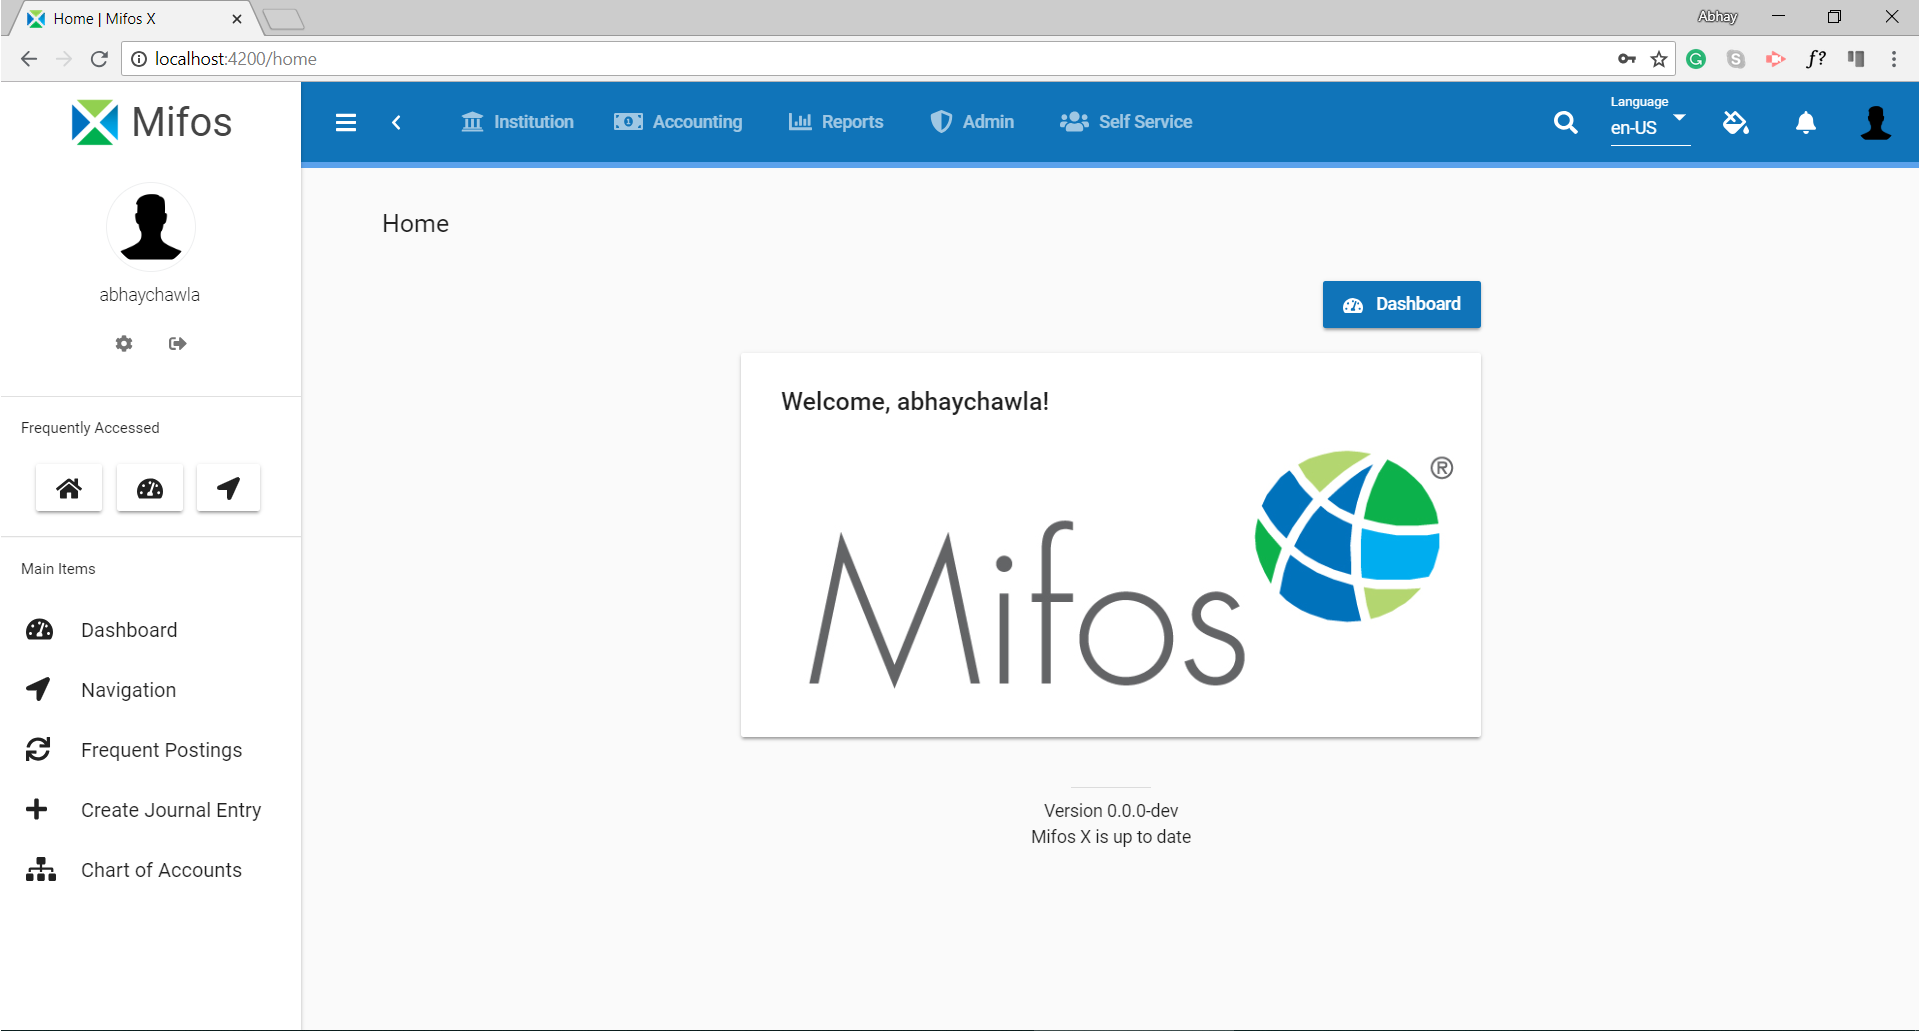 Home | Mifos X
Abhay
localhost:4200/home
f?
Mifos
Institution
Accounting
Reports
Admin
Self Service
Language
en-US
abhaychawla
Home
Dashboard
Welcome, abhaychawla!
Mifos®
Frequently Accessed
Main Items
Dashboard
Navigation
Frequent Postings
Create Journal Entry
Chart of Accounts
Version 0.0.0-dev
Mifos X is up to date